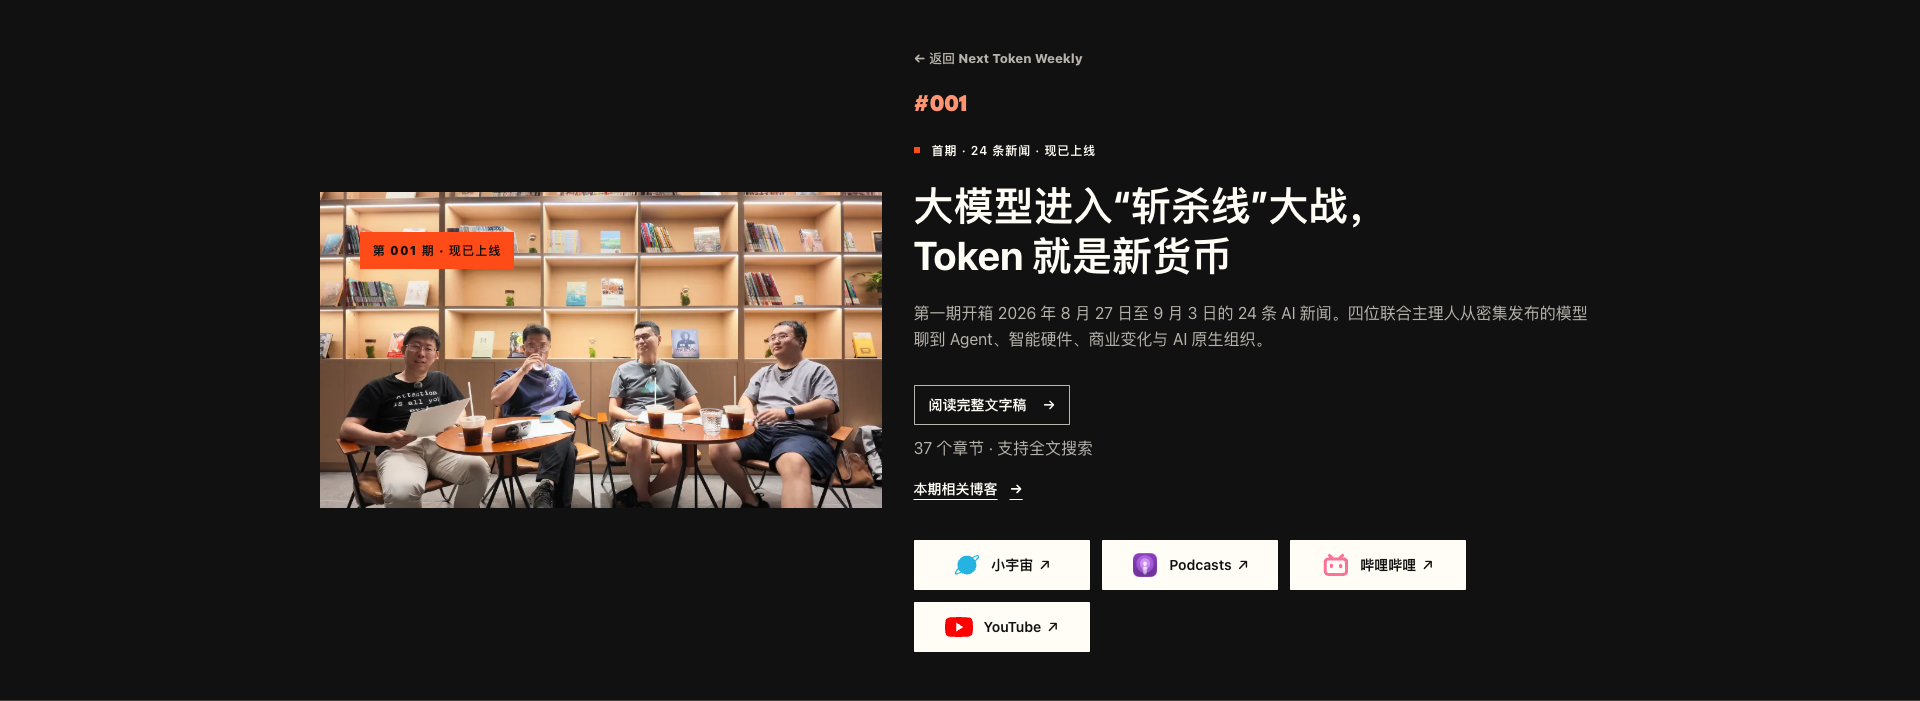 ← 返回 Next Token Weekly
#001
首期 · 24 条新闻 · 现已上线
大模型进入“斩杀线”大战，
Token 就是新货币
第一期开箱 2026 年 8 月 27 日至 9 月 3 日的 24 条 AI 新闻。四位联合主理人从密集发布的模型
聊到 Agent、智能硬件、商业变化与 AI 原生组织。
阅读完整文字稿 →
37 个章节 · 支持全文搜索
本期相关博客 →
小宇宙 ↗
Podcasts ↗
哔哩哔哩 ↗
YouTube ↗
第 001 期 · 现已上线
Attention
is all you